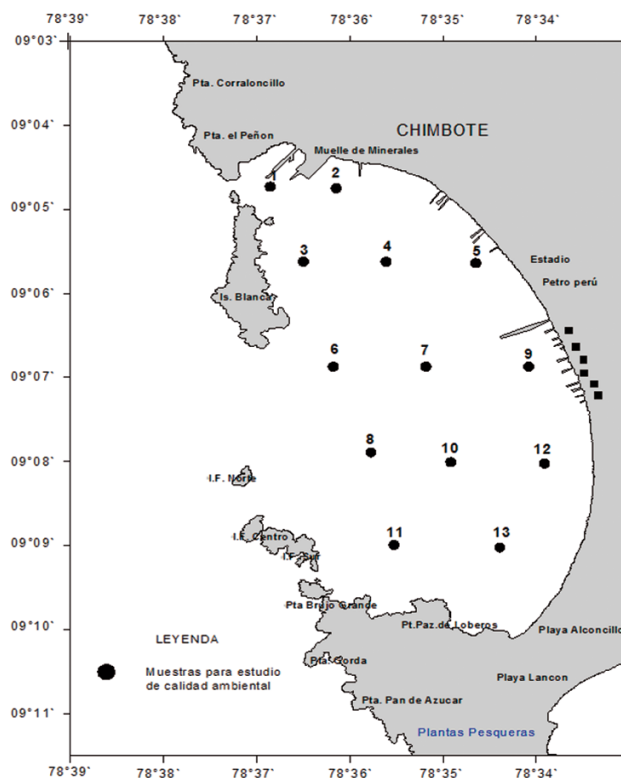 78°39' 78°38' 78°37' 78°36' 78°35' 78°34'
09°03'
Pta. Corraloncillo
09°04'
CHIMBOTE
Pta. el Peñon
Muelle de Minerales
1 2
09°05'
3 4 5
Estadio
09°06'
Petro perú
Is. Blanca
6 7 9
09°07'
8 10 12
09°08'
I.F. Norte
11 13
09°09'
I.F. Centro
I.F. Sur
Pta Brujo Grande
09°10'
Pt.Paz.de Loberos
Playa Alconcillo
LEYENDA
Pta. Gorda
Muestras para estudio
de calidad ambiental
Playa Lancon
Pta. Pan de Azucar
09°11'
Plantas Pesqueras
78°39' 78°38' 78°37' 78°36' 78°35' 78°34'